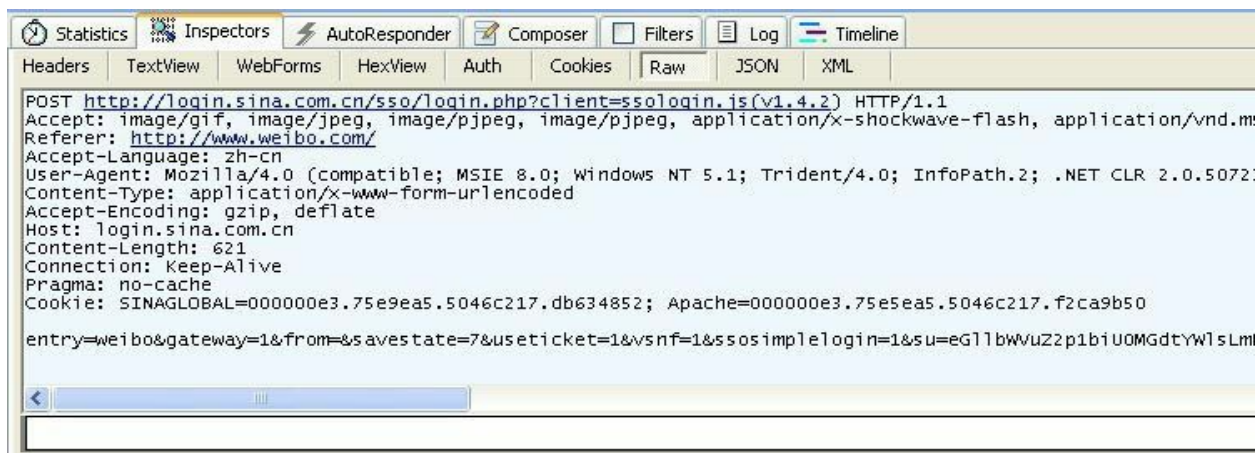 Statistics Inspectors AutoResponder Composer Filters Log Timeline
Headers TextView WebForms HexView Auth Cookies Raw JSON XML
POST http://login.sina.com.cn/sso/login.php?client=ssologin.js(v1.4.2) HTTP/1.1
Accept: image/gif, image/jpeg, image/pjpeg, image/pjpeg, application/x-shockwave-flash, application/vnd.ms
Referer: http://www.weibo.com/
Accept-Language: zh-cn
User-Agent: Mozilla/4.0 (compatible; MSIE 8.0; Windows NT 5.1; Trident/4.0; InfoPath.2; .NET CLR 2.0.50727
Content-Type: application/x-www-form-urlencoded
Accept-Encoding: gzip, deflate
Host: login.sina.com.cn
Content-Length: 621
Connection: Keep-Alive
Pragma: no-cache
Cookie: SINAGLOBAL=000000e3.75e9ea5.5046c217.db634852; Apache=000000e3.75e5ea5.5046c217.f2ca9b50
entry=weibo&gateway=1&from=&savestate=7&useticket=1&vsnf=1&ssosimplelogin=1&su=eGllbWVuZ2p1biU0MGdtYWlsLm